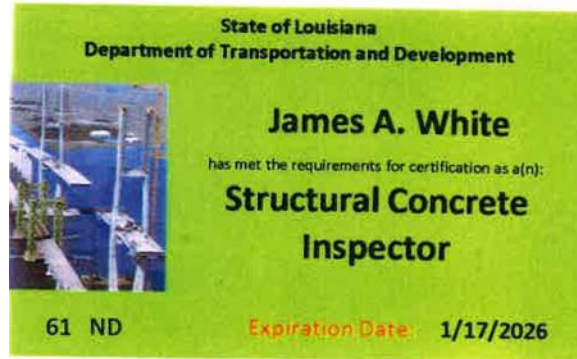 State of Louisiana
Department of Transportation and Development
James A. White
has met the requirements for certification as a(n):
Structural Concrete
Inspector
61 ND
Expiration Date: 1/17/2026